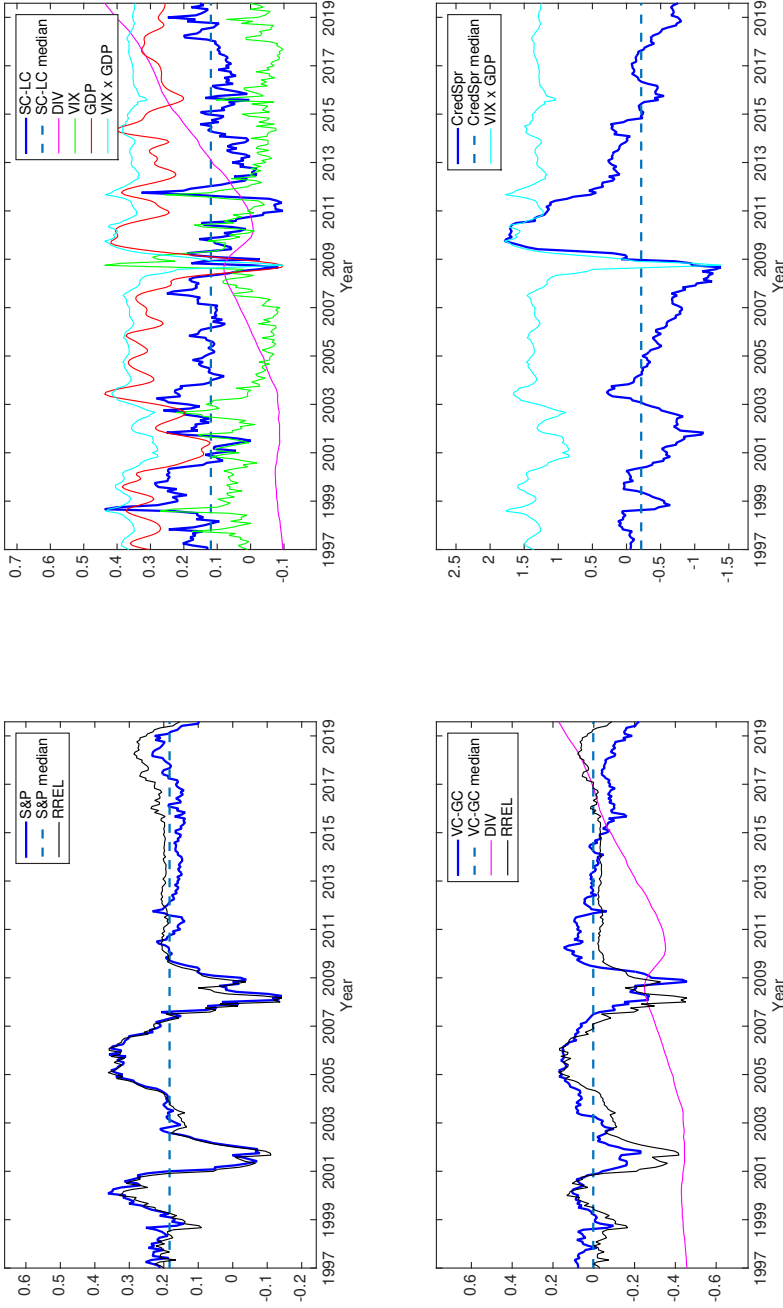 0.6
0.5
0.4
0.3
0.2
0.1
0
-0.1
-0.2
S&P
S&P median
RREL
1997 1999 2001 2003 2005 2007 2009 2011 2013 2015 2017 2019
Year
0.7
0.6
0.5
0.4
0.3
0.2
0.1
0
-0.1
SC-LC
SC-LC median
DIV
VIX
GDP
VIX x GDP
1997 1999 2001 2003 2005 2007 2009 2011 2013 2015 2017 2019
Year
0.6
0.4
0.2
0
-0.2
-0.4
-0.6
VC-GC
VC-GC median
DIV
RREL
1997 1999 2001 2003 2005 2007 2009 2011 2013 2015 2017 2019
Year
2.5
2
1.5
1
0.5
0
-0.5
-1
-1.5
CredSpr
CredSpr median
VIX x GDP
1997 1999 2001 2003 2005 2007 2009 2011 2013 2015 2017 2019
Year